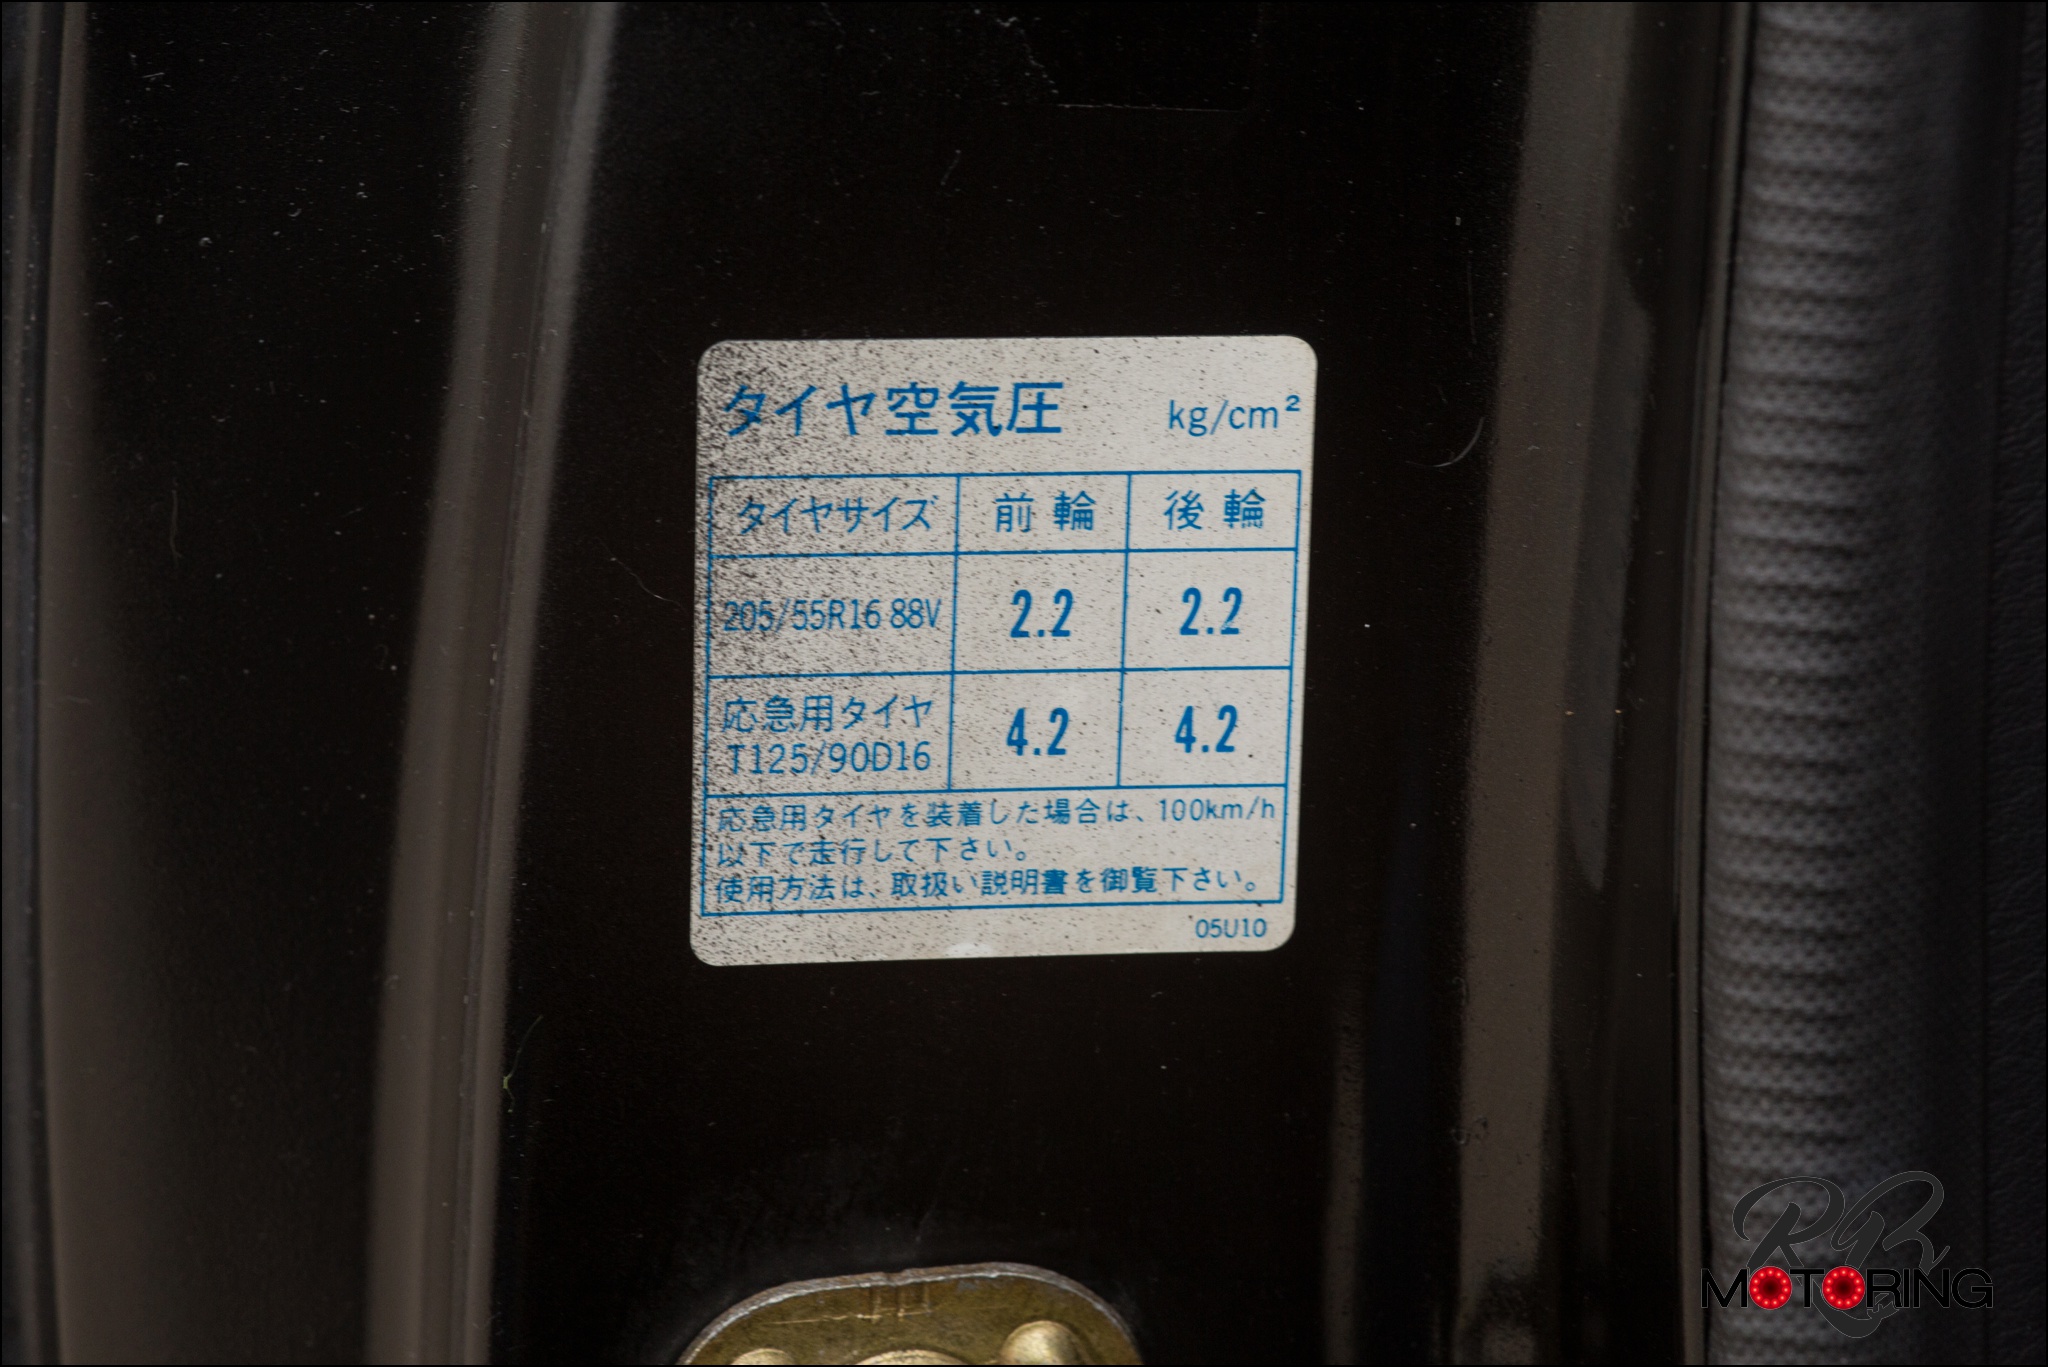 タイヤ空気圧 kg/cm²
タイヤサイズ 前輪 後輪
205/55R16 88V 2.2 2.2
応急用タイヤ
T125/90D16 4.2 4.2
応急用タイヤを装着した場合は、100km/h
以下で走行して下さい。
使用方法は、取扱い説明書を御覧下さい。
05U10
RGR
MOTORING